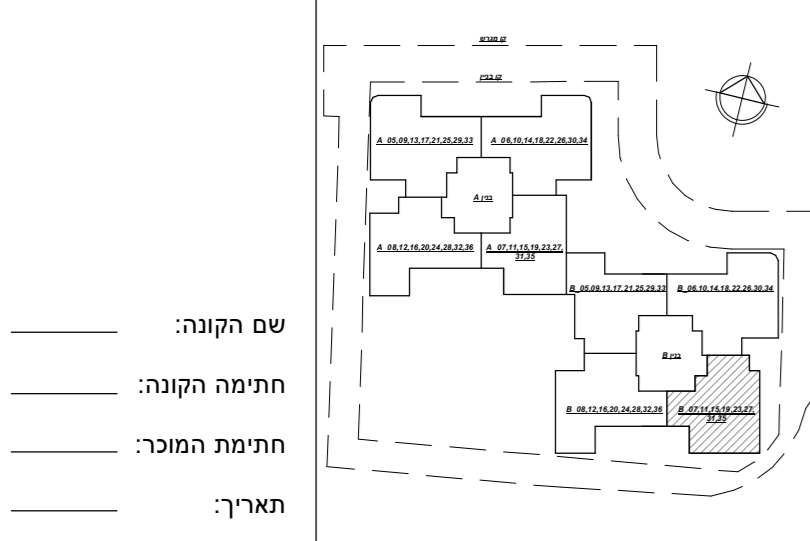 קו מגרש
קו בניין
A 05,09,13,17,21,25,29,33
A 06,10,14,18,22,26,30,34
בניין A
A 08,12,16,20,24,28,32,36
A 07,11,15,19,23,27,
31,35
B 05,09,13,17,21,25,29,33
B 06,10,14,18,22,26,30,34
בניין B
B 08,12,16,20,24,28,32,36
B 07,11,15,19,23,27,
31,35
שם הקונה:
חתימה הקונה:
חתימת המוכר:
תאריך: